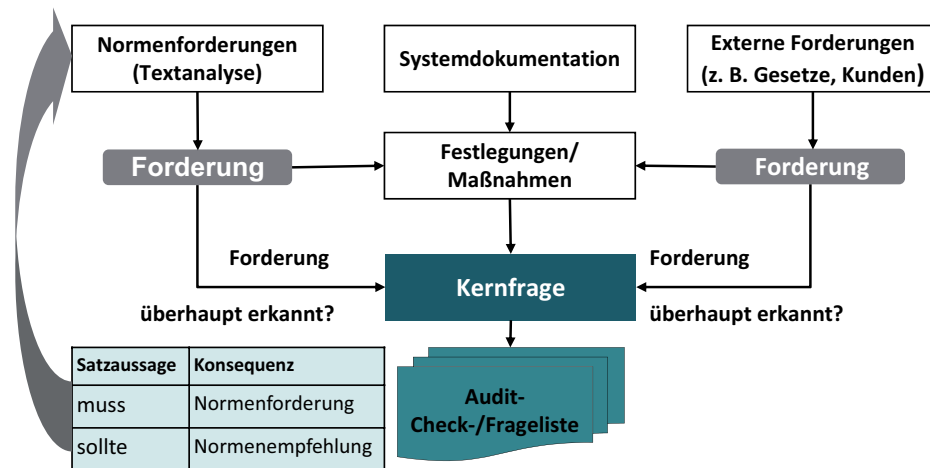 Normenforderungen
(Textanalyse)
Systemdokumentation
Externe Forderungen
(z. B. Gesetze, Kunden)
Forderung
Festlegungen/
Maßnahmen
Forderung
Forderung
überhaupt erkannt?
Kernfrage
Forderung
überhaupt erkannt?
Satzaussage Konsequenz
muss Normenforderung
sollte Normenempfehlung
Audit-
Check-/Frageliste